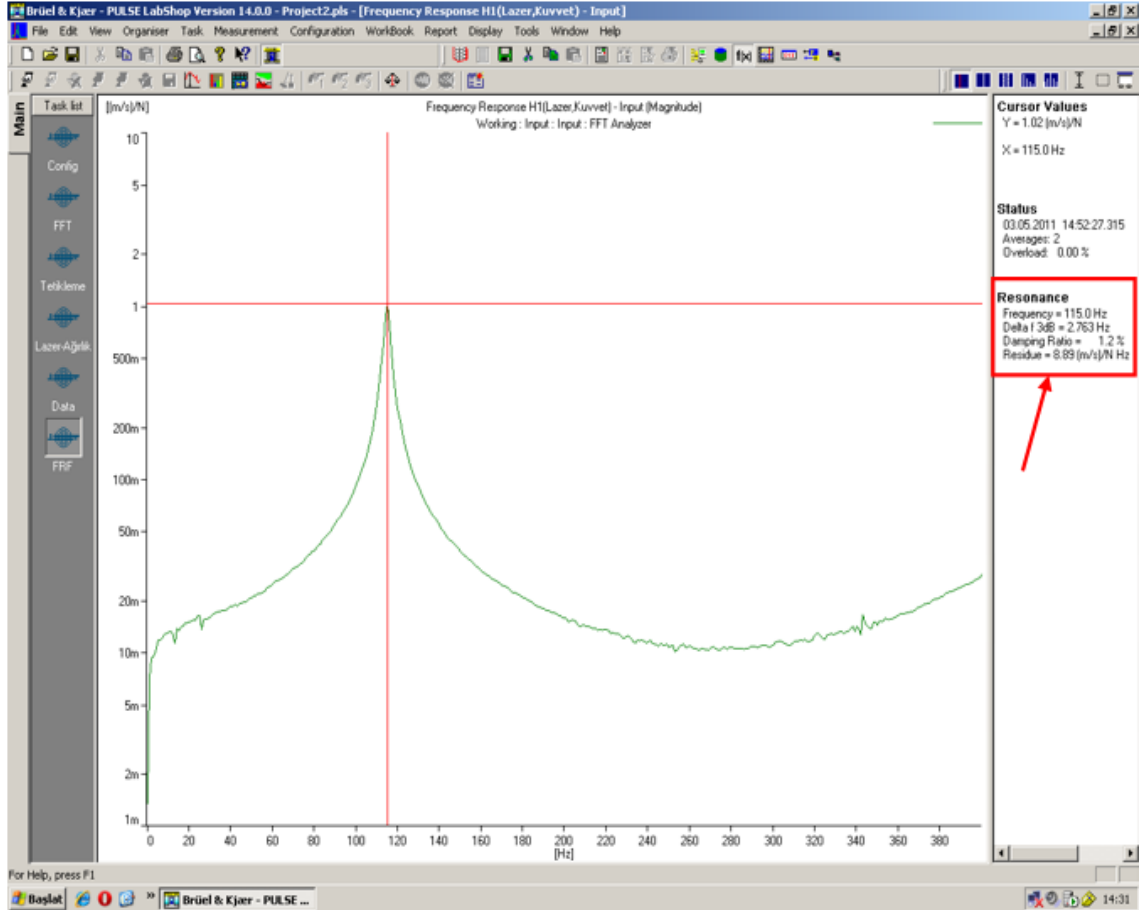 Brüel & Kjær - PULSE LabShop Version 14.0.0 - Project2.pls - [Frequency Response H1(Lazer,Kuvvet) - Input]
File Edit View Organiser Task Measurement Configuration WorkBook Report Display Tools Window Help
Main
Task list
Config
FFT
Tetikleme
Lazer-Ağırlık
Data
FRF
[(m/s)/N]
Frequency Response H1(Lazer,Kuvvet) - Input (Magnitude)
Working : Input : Input : FFT Analyzer
10
5
2
1
500m
200m
100m
50m
20m
10m
5m
2m
1m
0 20 40 60 80 100 120 140 160 180 200 220 240 260 280 300 320 340 360 380
[Hz]
Cursor Values
Y = 1.02 (m/s)/N
X = 115.0 Hz
Status
03.05.2011 14:52:27.315
Averages: 2
Overload: 0.00 %
Resonance
Frequency = 115.0 Hz
Delta f 3dB = 2.763 Hz
Damping Ratio = 1.2 %
Residue = 8.89 (m/s)/N Hz
For Help, press F1
Başlat
Brüel & Kjær - PULSE ...
14:31